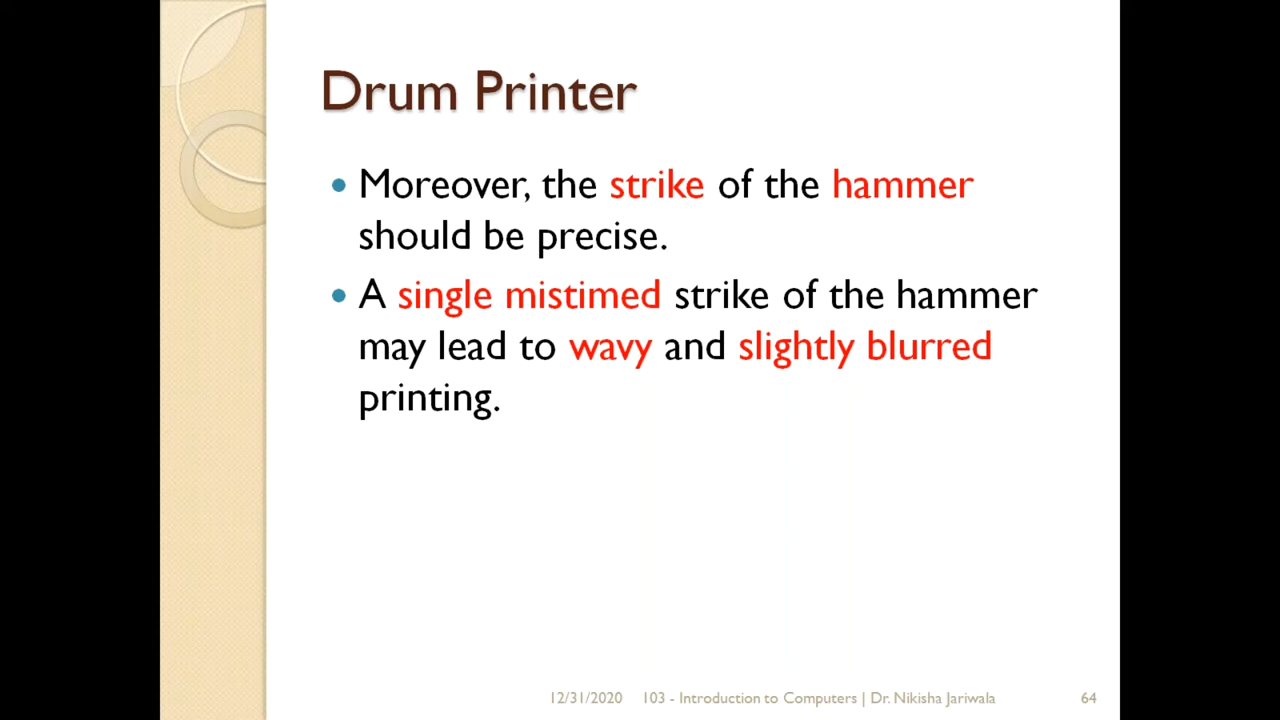 Drum Printer
• Moreover, the strike of the hammer
should be precise.
• A single mistimed strike of the hammer
may lead to wavy and slightly blurred
printing.
12/31/2020 103 - Introduction to Computers | Dr. Nikisha Jariwala 64